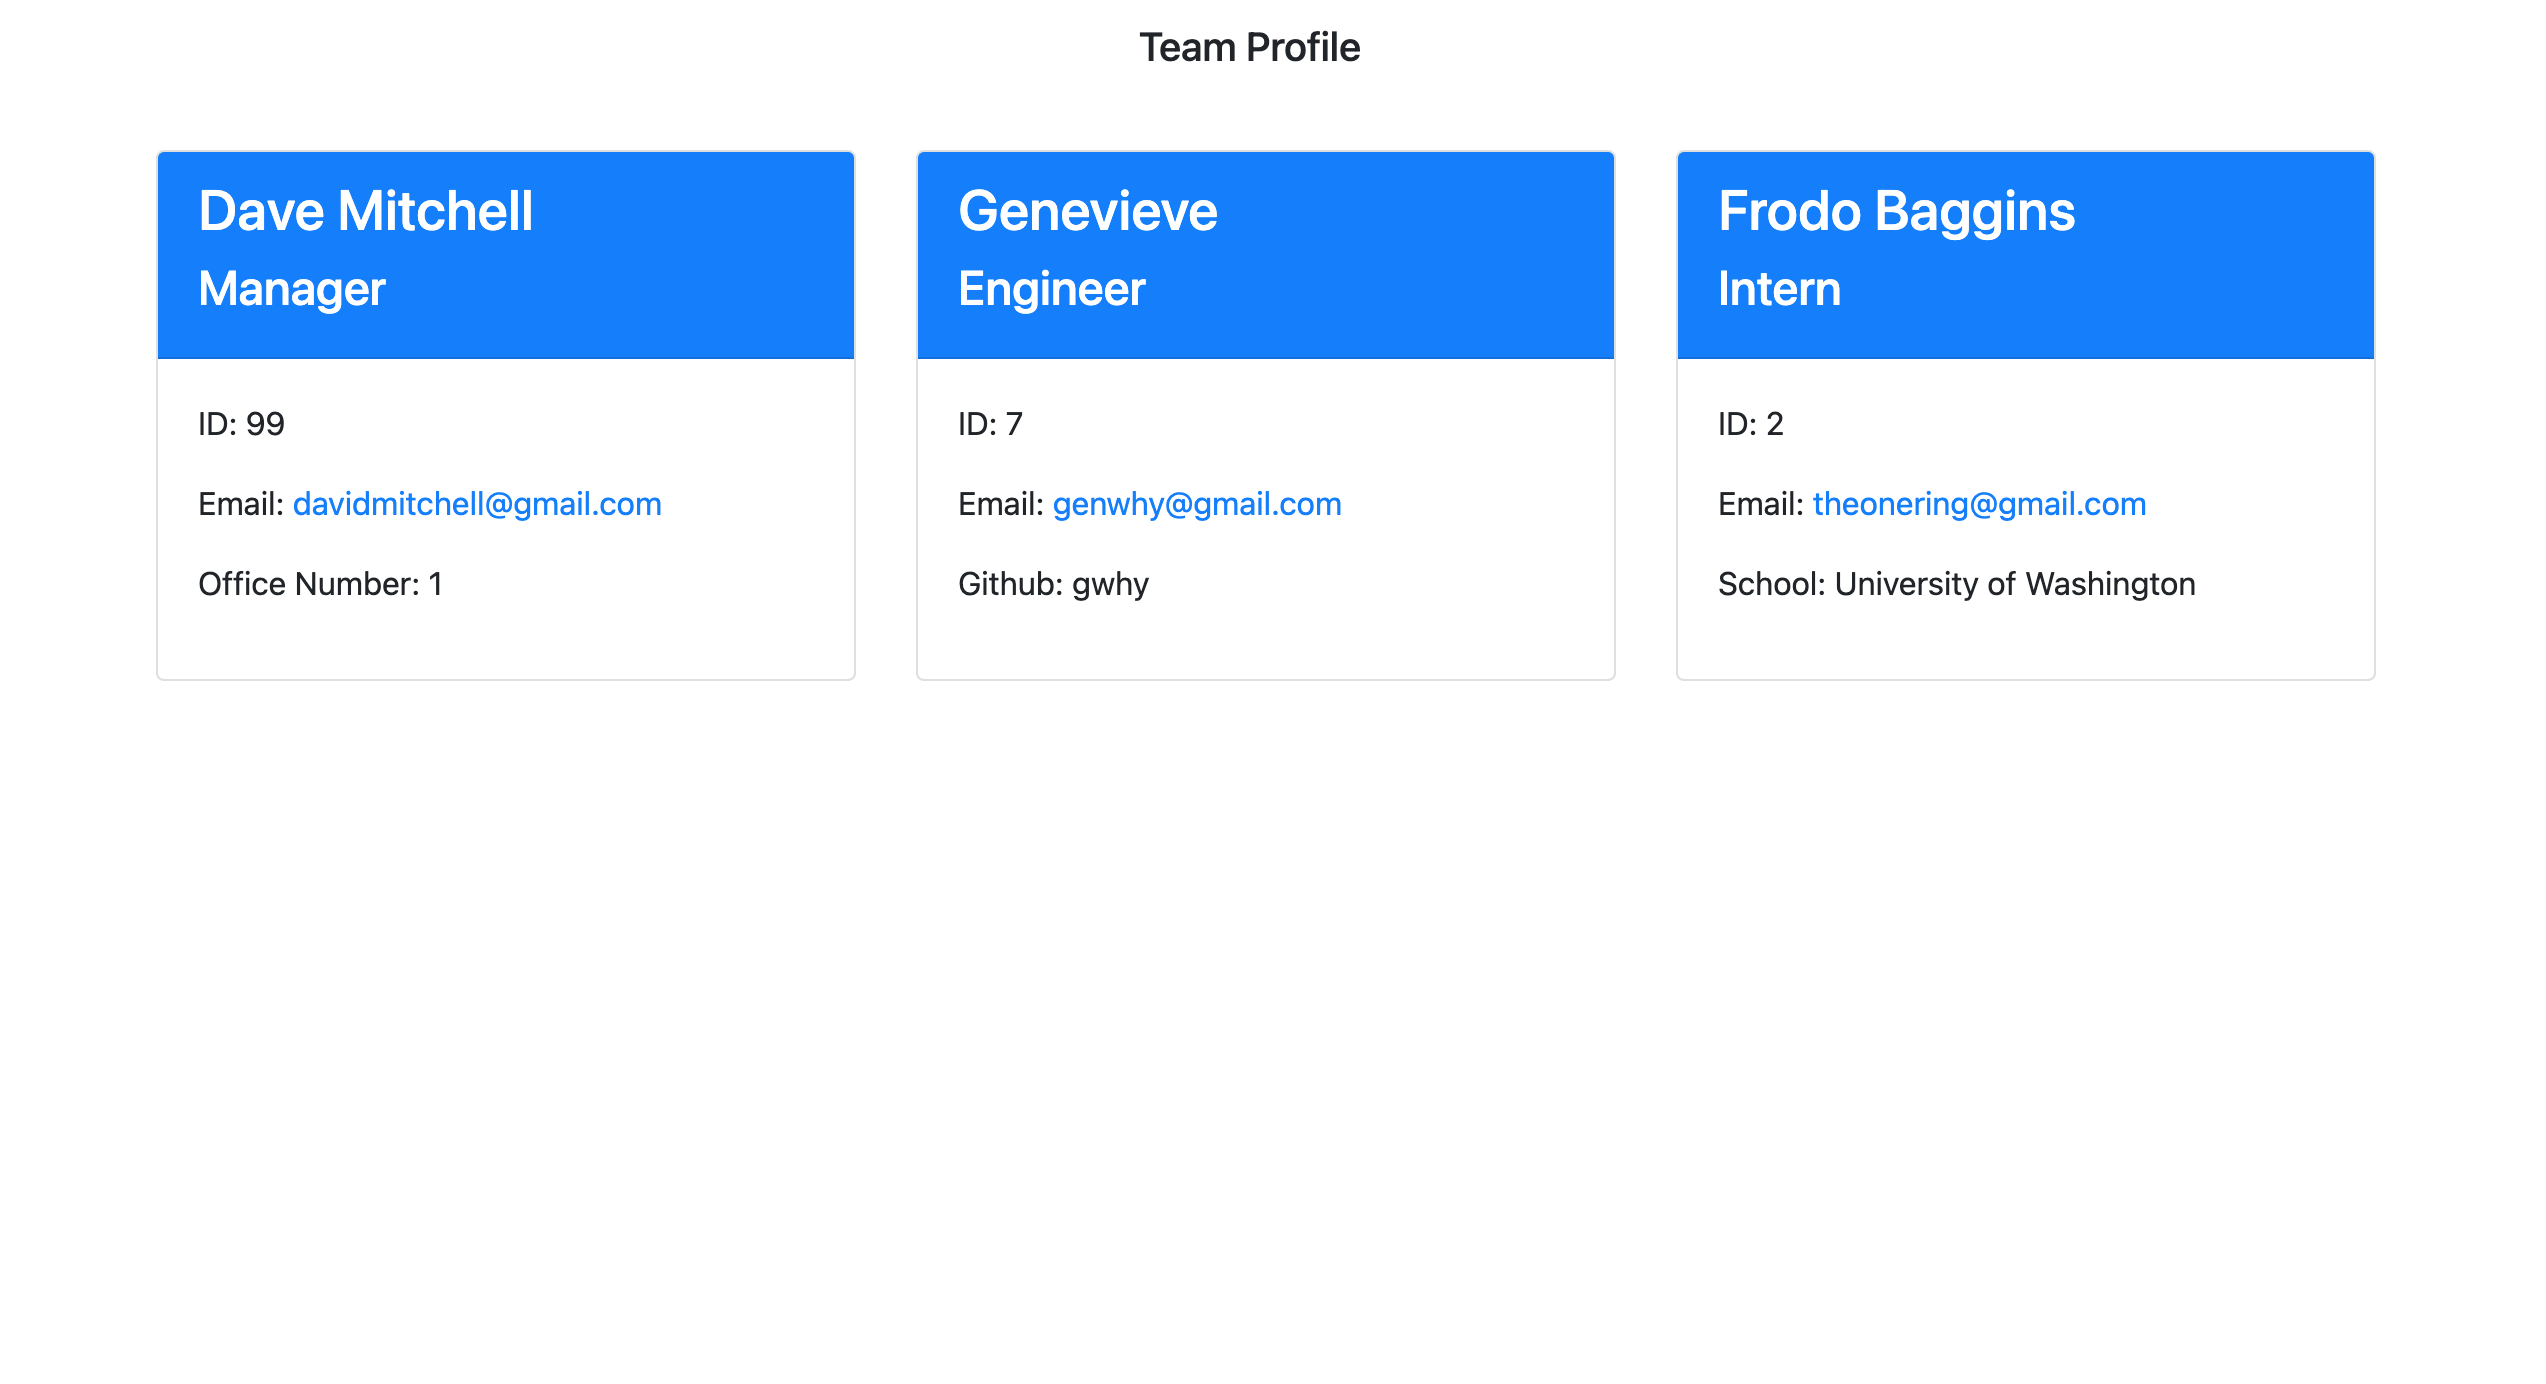 Team Profile
Dave Mitchell
Manager
ID: 99
Email: davidmitchell@gmail.com
Office Number: 1
Genevieve
Engineer
ID: 7
Email: genwhy@gmail.com
Github: gwhy
Frodo Baggins
Intern
ID: 2
Email: theonering@gmail.com
School: University of Washington